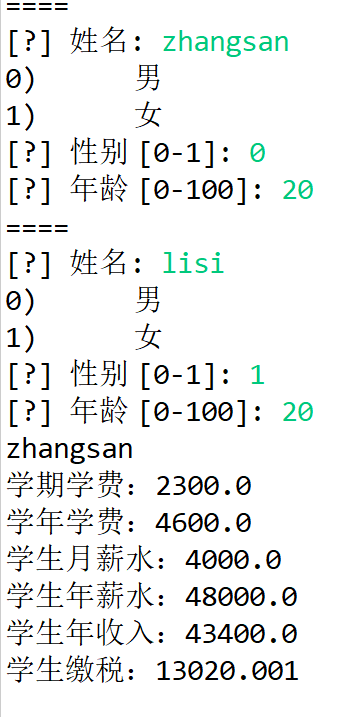 ====
[?] 姓名: zhangsan
0) 男
1) 女
[?] 性别 [0-1]: 0
[?] 年龄 [0-100]: 20
====
[?] 姓名: lisi
0) 男
1) 女
[?] 性别 [0-1]: 1
[?] 年龄 [0-100]: 20
zhangsan
学期学费：2300.0
学年学费：4600.0
学生月薪水：4000.0
学生年薪水：48000.0
学生年收入：43400.0
学生缴税：13020.001